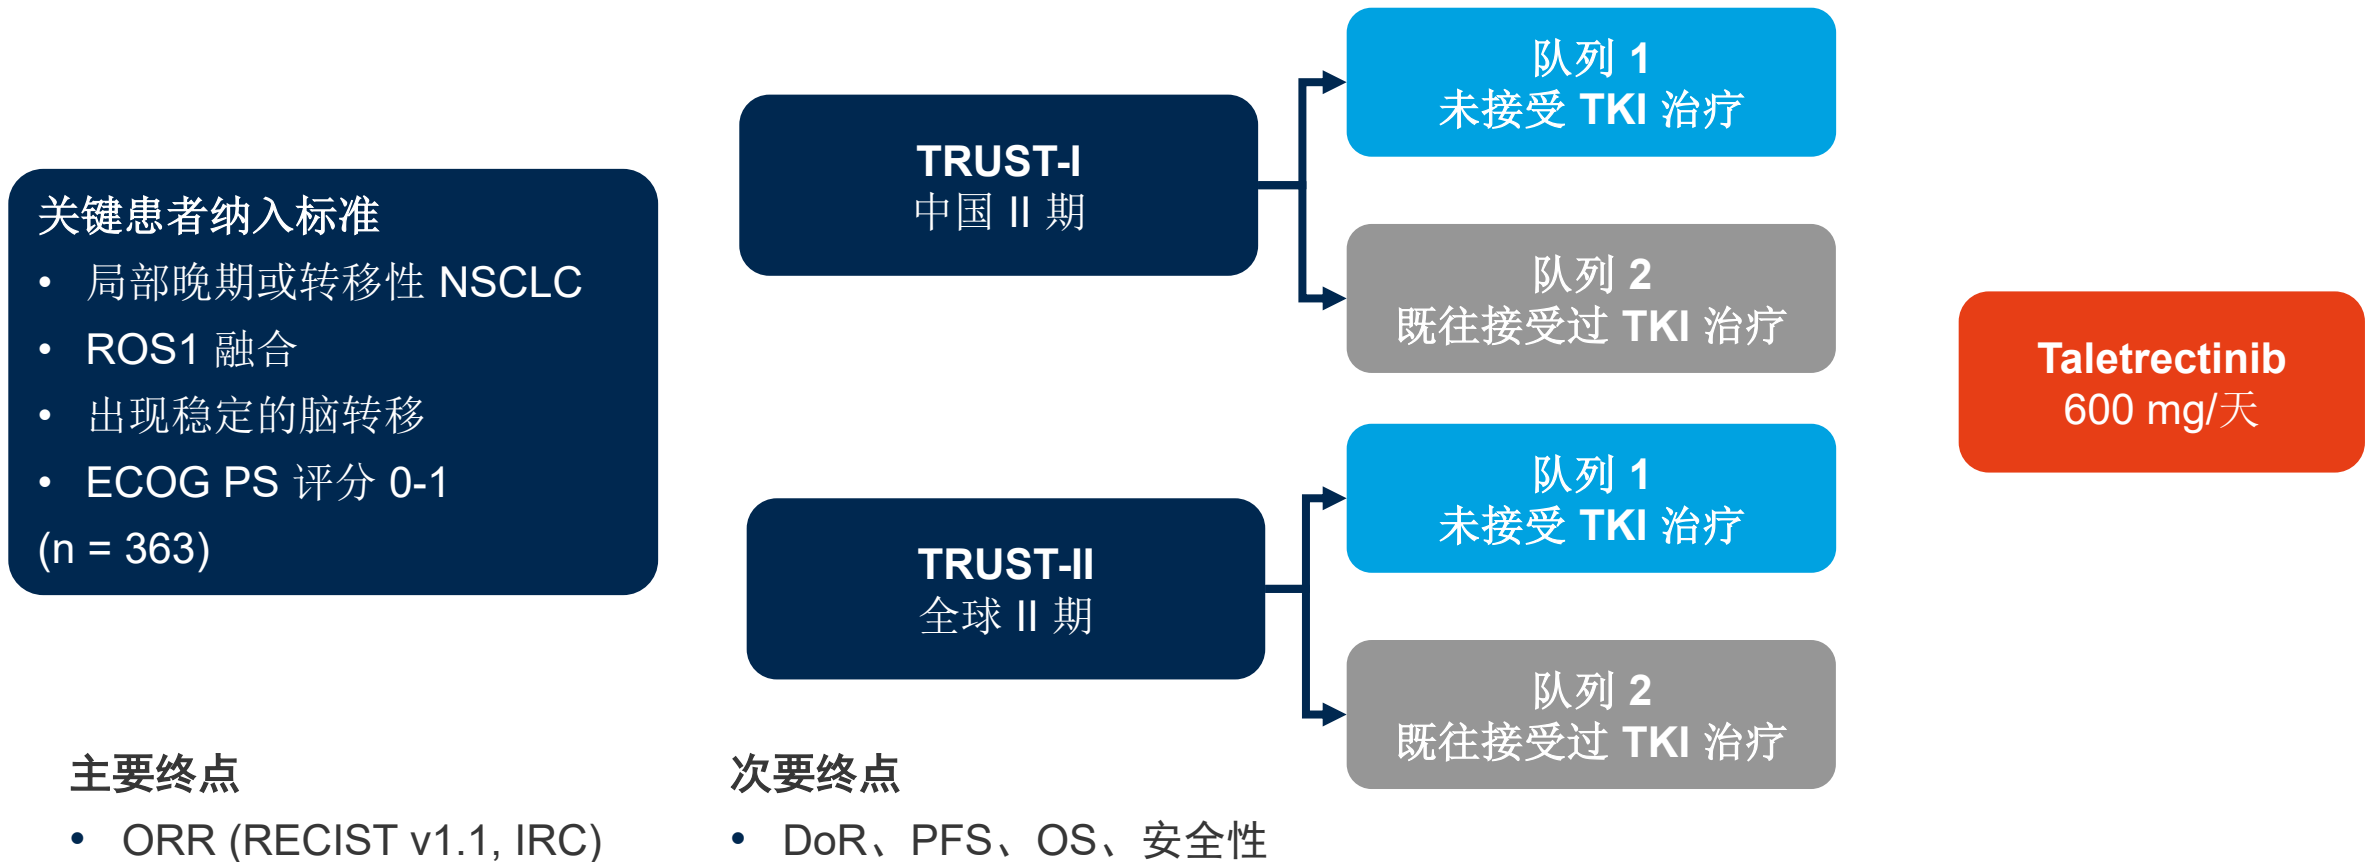 关键患者纳入标准
• 局部晚期或转移性 NSCLC
• ROS1 融合
• 出现稳定的脑转移
• ECOG PS 评分 0-1
(n = 363)
TRUST-I
中国 II 期
队列 1
未接受 TKI 治疗
队列 2
既往接受过 TKI 治疗
TRUST-II
全球 II 期
队列 1
未接受 TKI 治疗
队列 2
既往接受过 TKI 治疗
Taletrectinib
600 mg/天
主要终点
• ORR (RECIST v1.1, IRC)
次要终点
• DoR、PFS、OS、安全性